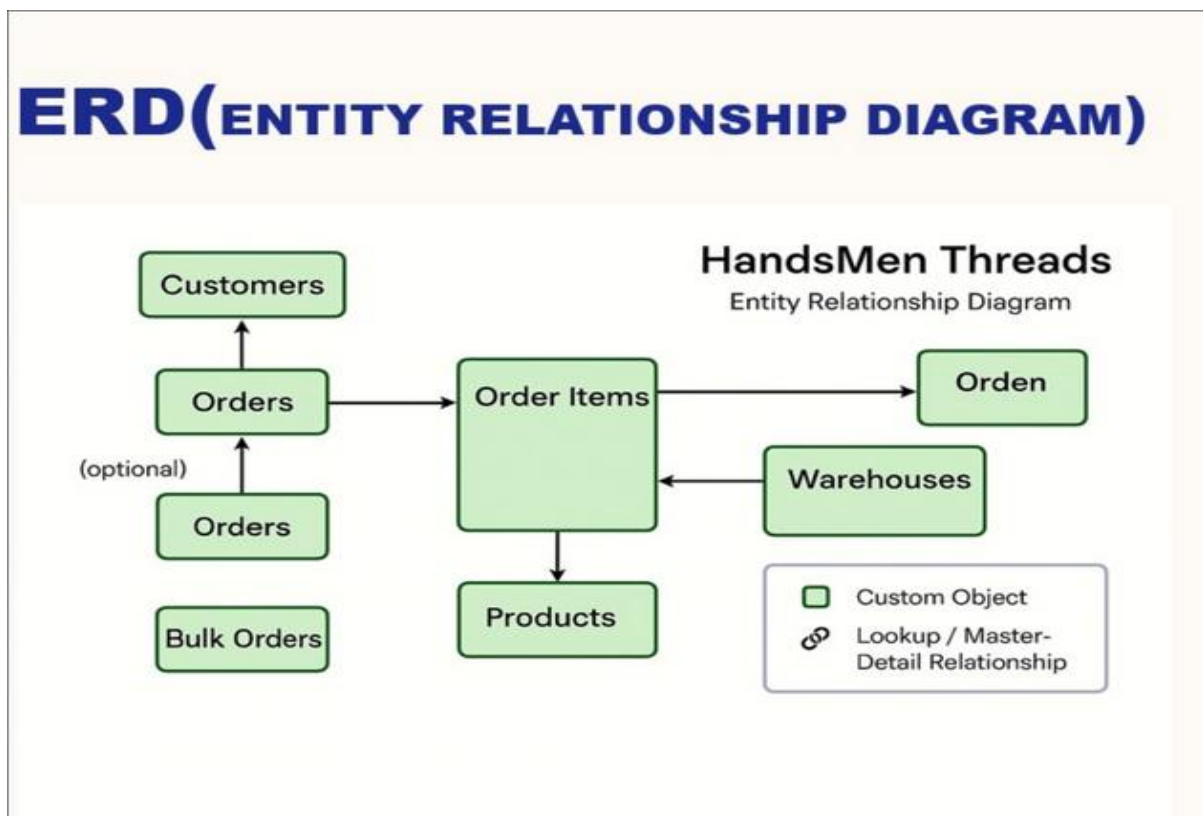 ERD(ENTITY RELATIONSHIP DIAGRAM)
HandsMen Threads
Entity Relationship Diagram
Customers
Orders
Order Items
Orden
(optional)
Warehouses
Orders
Bulk Orders
Products
Custom Object
Lookup / Master-
Detail Relationship